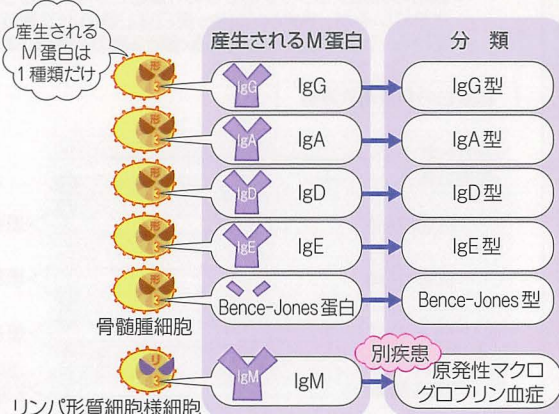 産生される
M蛋白は
1種類だけ
産生されるM蛋白
分 類
形
IgG
IgG
IgG型
形
IgA
IgA
IgA型
形
IgD
IgD
IgD型
形
IgE
IgE
IgE型
Bence-Jones蛋白
Bence-Jones型
骨髄腫細胞
別疾患
リ
IgM
IgM
原発性マクロ
グロブリン血症
リンパ形質細胞様細胞